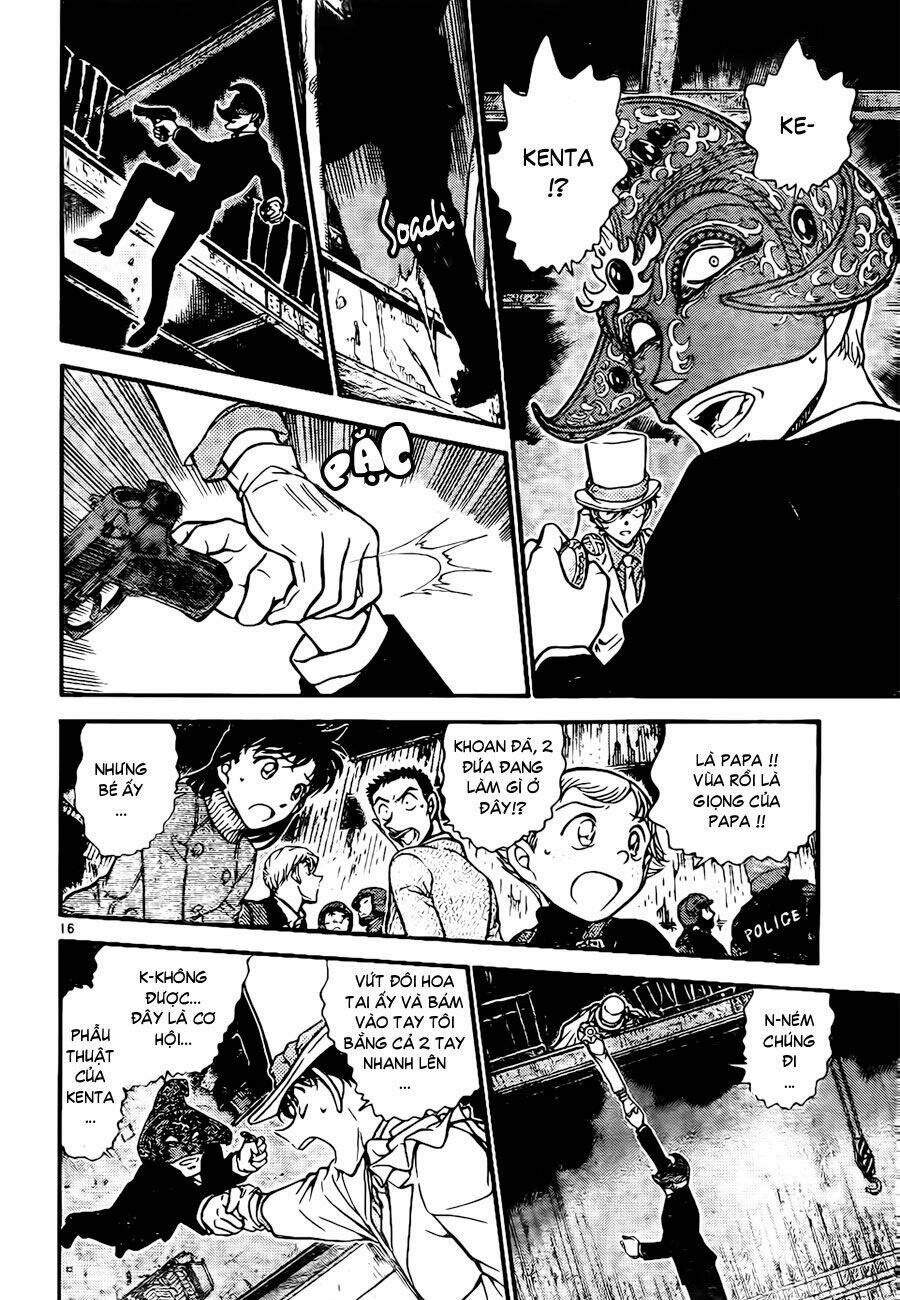 KE-
KENTA
!?
Soạch
PẶC
LÀ PAPA !!
VÙA RỒI LÀ
GIỌNG CỦA
PAPA !!
KHOAN ĐÃ, 2
ĐỨA ĐANG
LÀM GÌ Ở
ĐÂY!?
POLICE
NHƯNG
BÉ ẤY
...
16
N-NÉM
CHÚNG
ĐI
...
VỨT ĐÔI HOA
TAI ẤY VÀ BÁM
VÀO TAY TÔI
BẰNG CẢ 2 TAY
NHANH LÊN
...
K-KHÔNG
ĐƯỢC...
ĐÂY LÀ CƠ
HỘI...
PHẪU
THUẬT
CỦA
KENTA
...